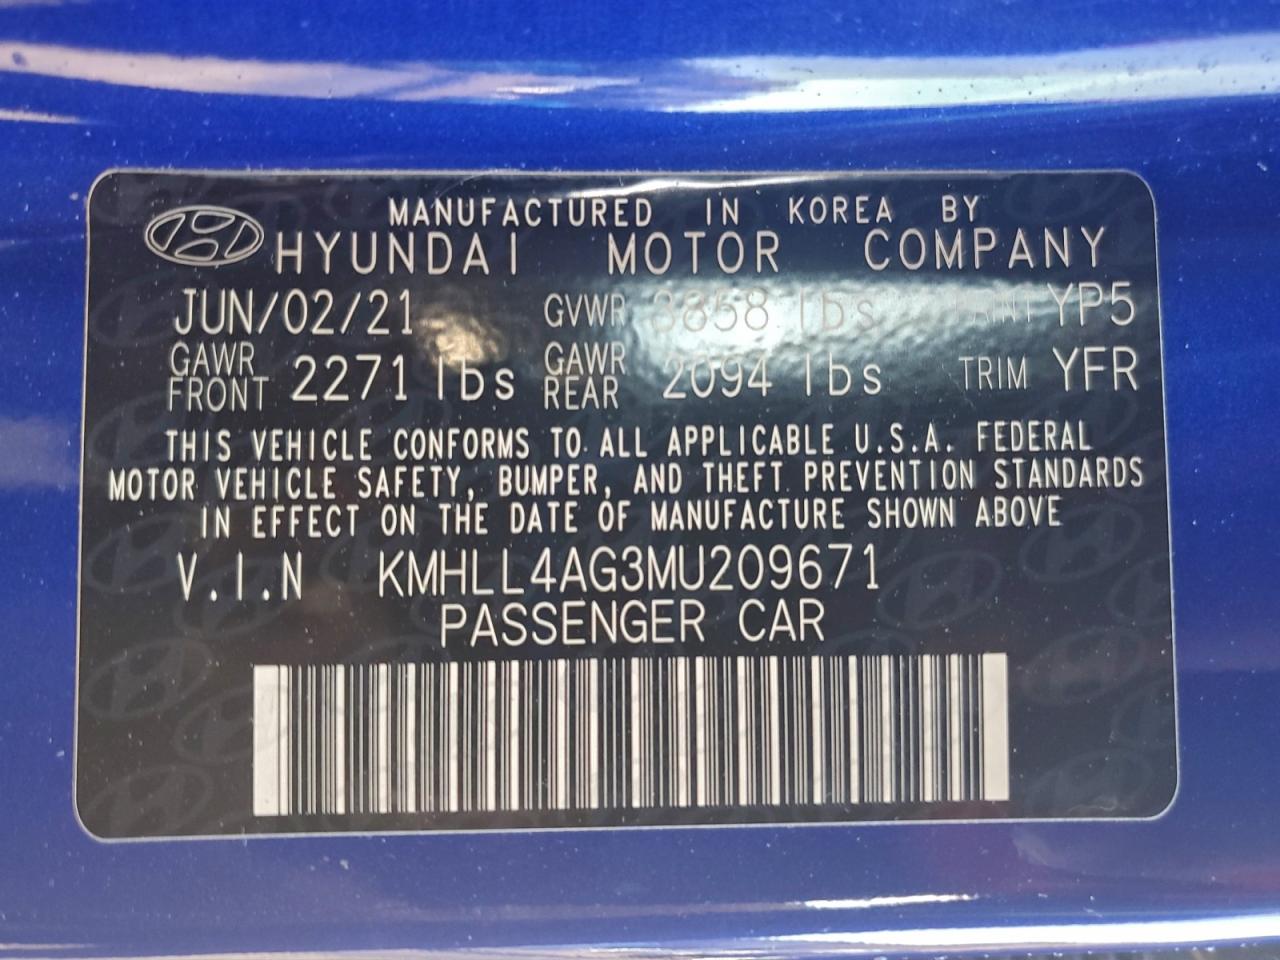 MANUFACTURED IN KOREA BY
HYUNDAI MOTOR COMPANY
JUN/02/21 GVWR 3858 lbs PAINT YP5
GAWR FRONT 2271 lbs GAWR REAR 2094 lbs TRIM YFR
THIS VEHICLE CONFORMS TO ALL APPLICABLE U.S.A. FEDERAL
MOTOR VEHICLE SAFETY, BUMPER, AND THEFT PREVENTION STANDARDS
IN EFFECT ON THE DATE OF MANUFACTURE SHOWN ABOVE
V.I.N KMHLL4AG3MU209671
PASSENGER CAR